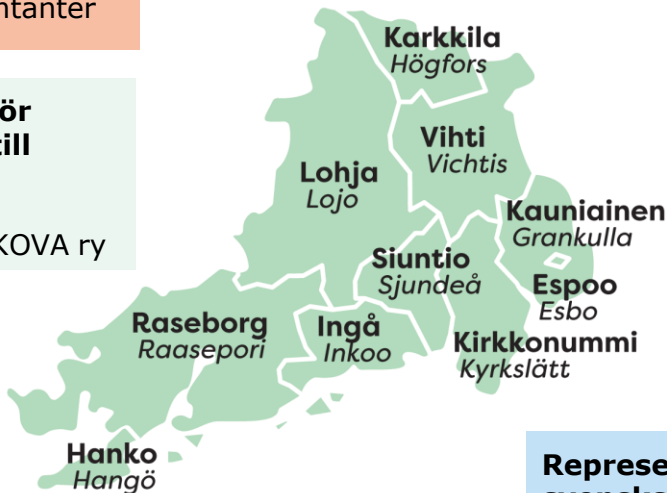 ör
till
KOVA ry
Karkkila
Högfors
Vihti
Vichtis
Lohja
Lojo
Kauniainen
Grankulla
Siuntio
Sjundeå
Espoo
Esbo
Raseborg
Raasepori
Ingå
Inkoo
Kirkkonummi
Kyrkslätt
Hanko
Hangö
Represe